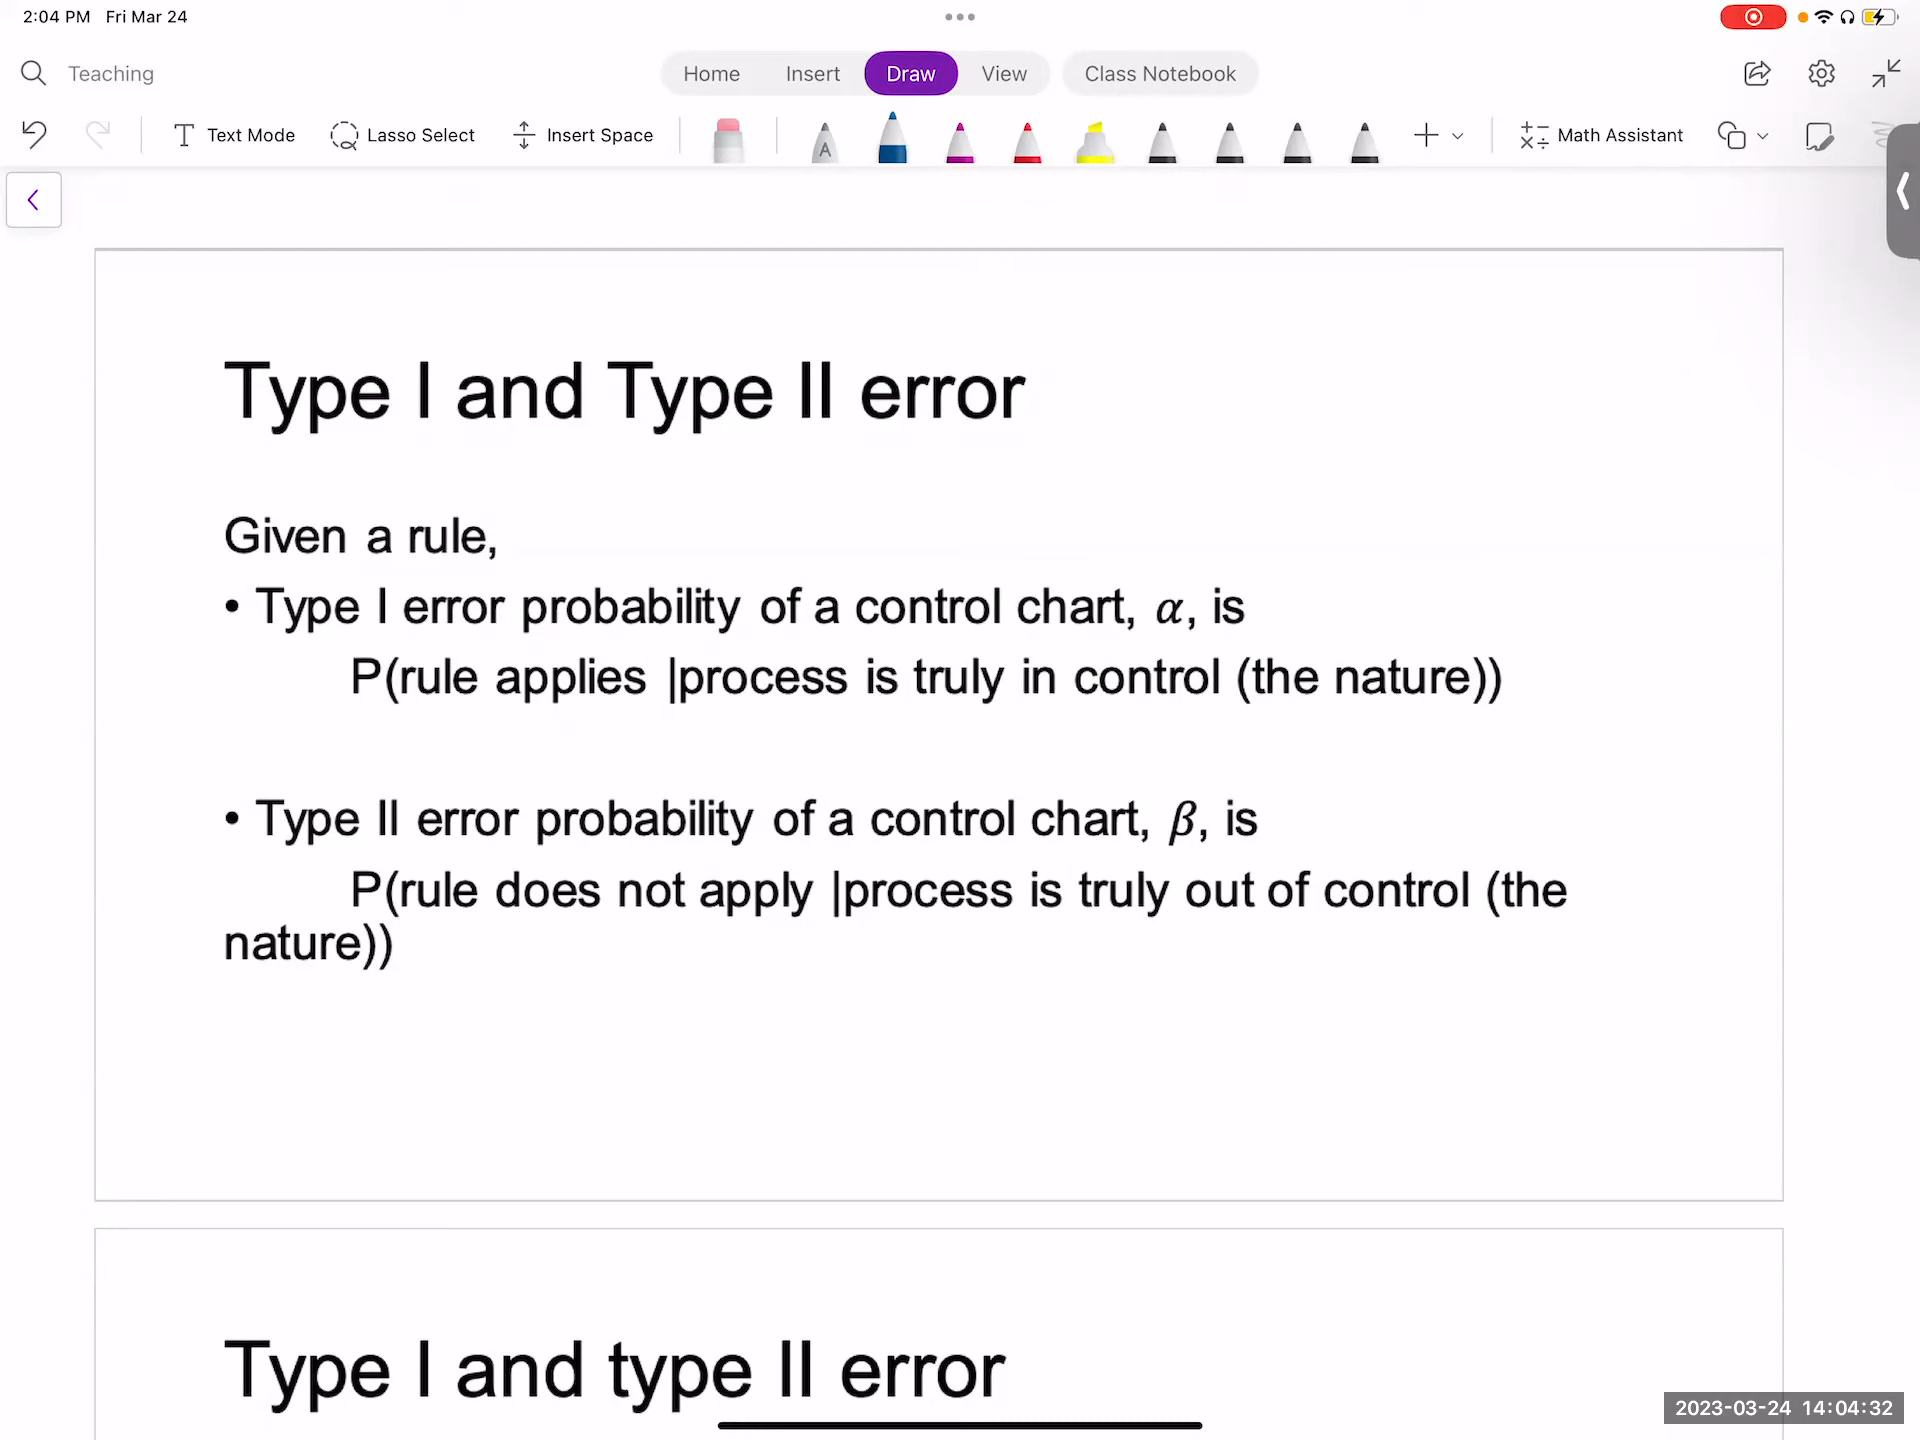 2:04 PM Fri Mar 24
Teaching
Home Insert Draw View Class Notebook
Text Mode Lasso Select Insert Space A Math Assistant
Type I and Type II error
Given a rule,
• Type I error probability of a control chart, α, is
P(rule applies |process is truly in control (the nature))
• Type II error probability of a control chart, β, is
P(rule does not apply |process is truly out of control (the
nature))
Type I and type II error
2023-03-24 14:04:32